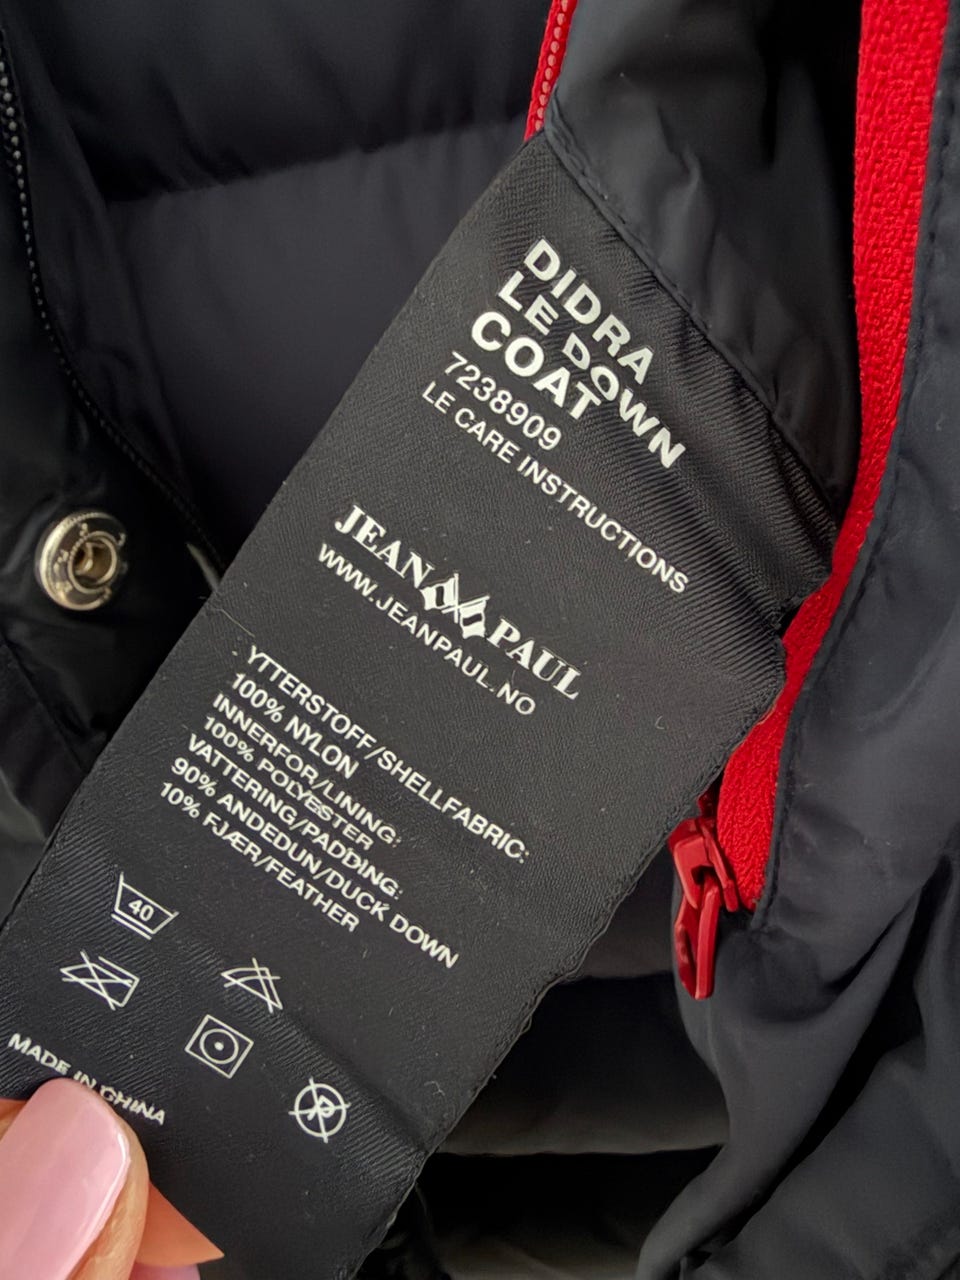 DIDRA
LE DOWN
COAT
7238909
LE CARE INSTRUCTIONS
JEAN PAUL
WWW.JEANPAUL.NO
YTTERSTOFF/SHELLFABRIC:
100% NYLON
INNERFOR/LINING:
100% POLYESTER
VATTERING/PADDING:
90% ANDEDUN/DUCK DOWN
10% FJÆR/FEATHER
40
P
MADE IN CHINA